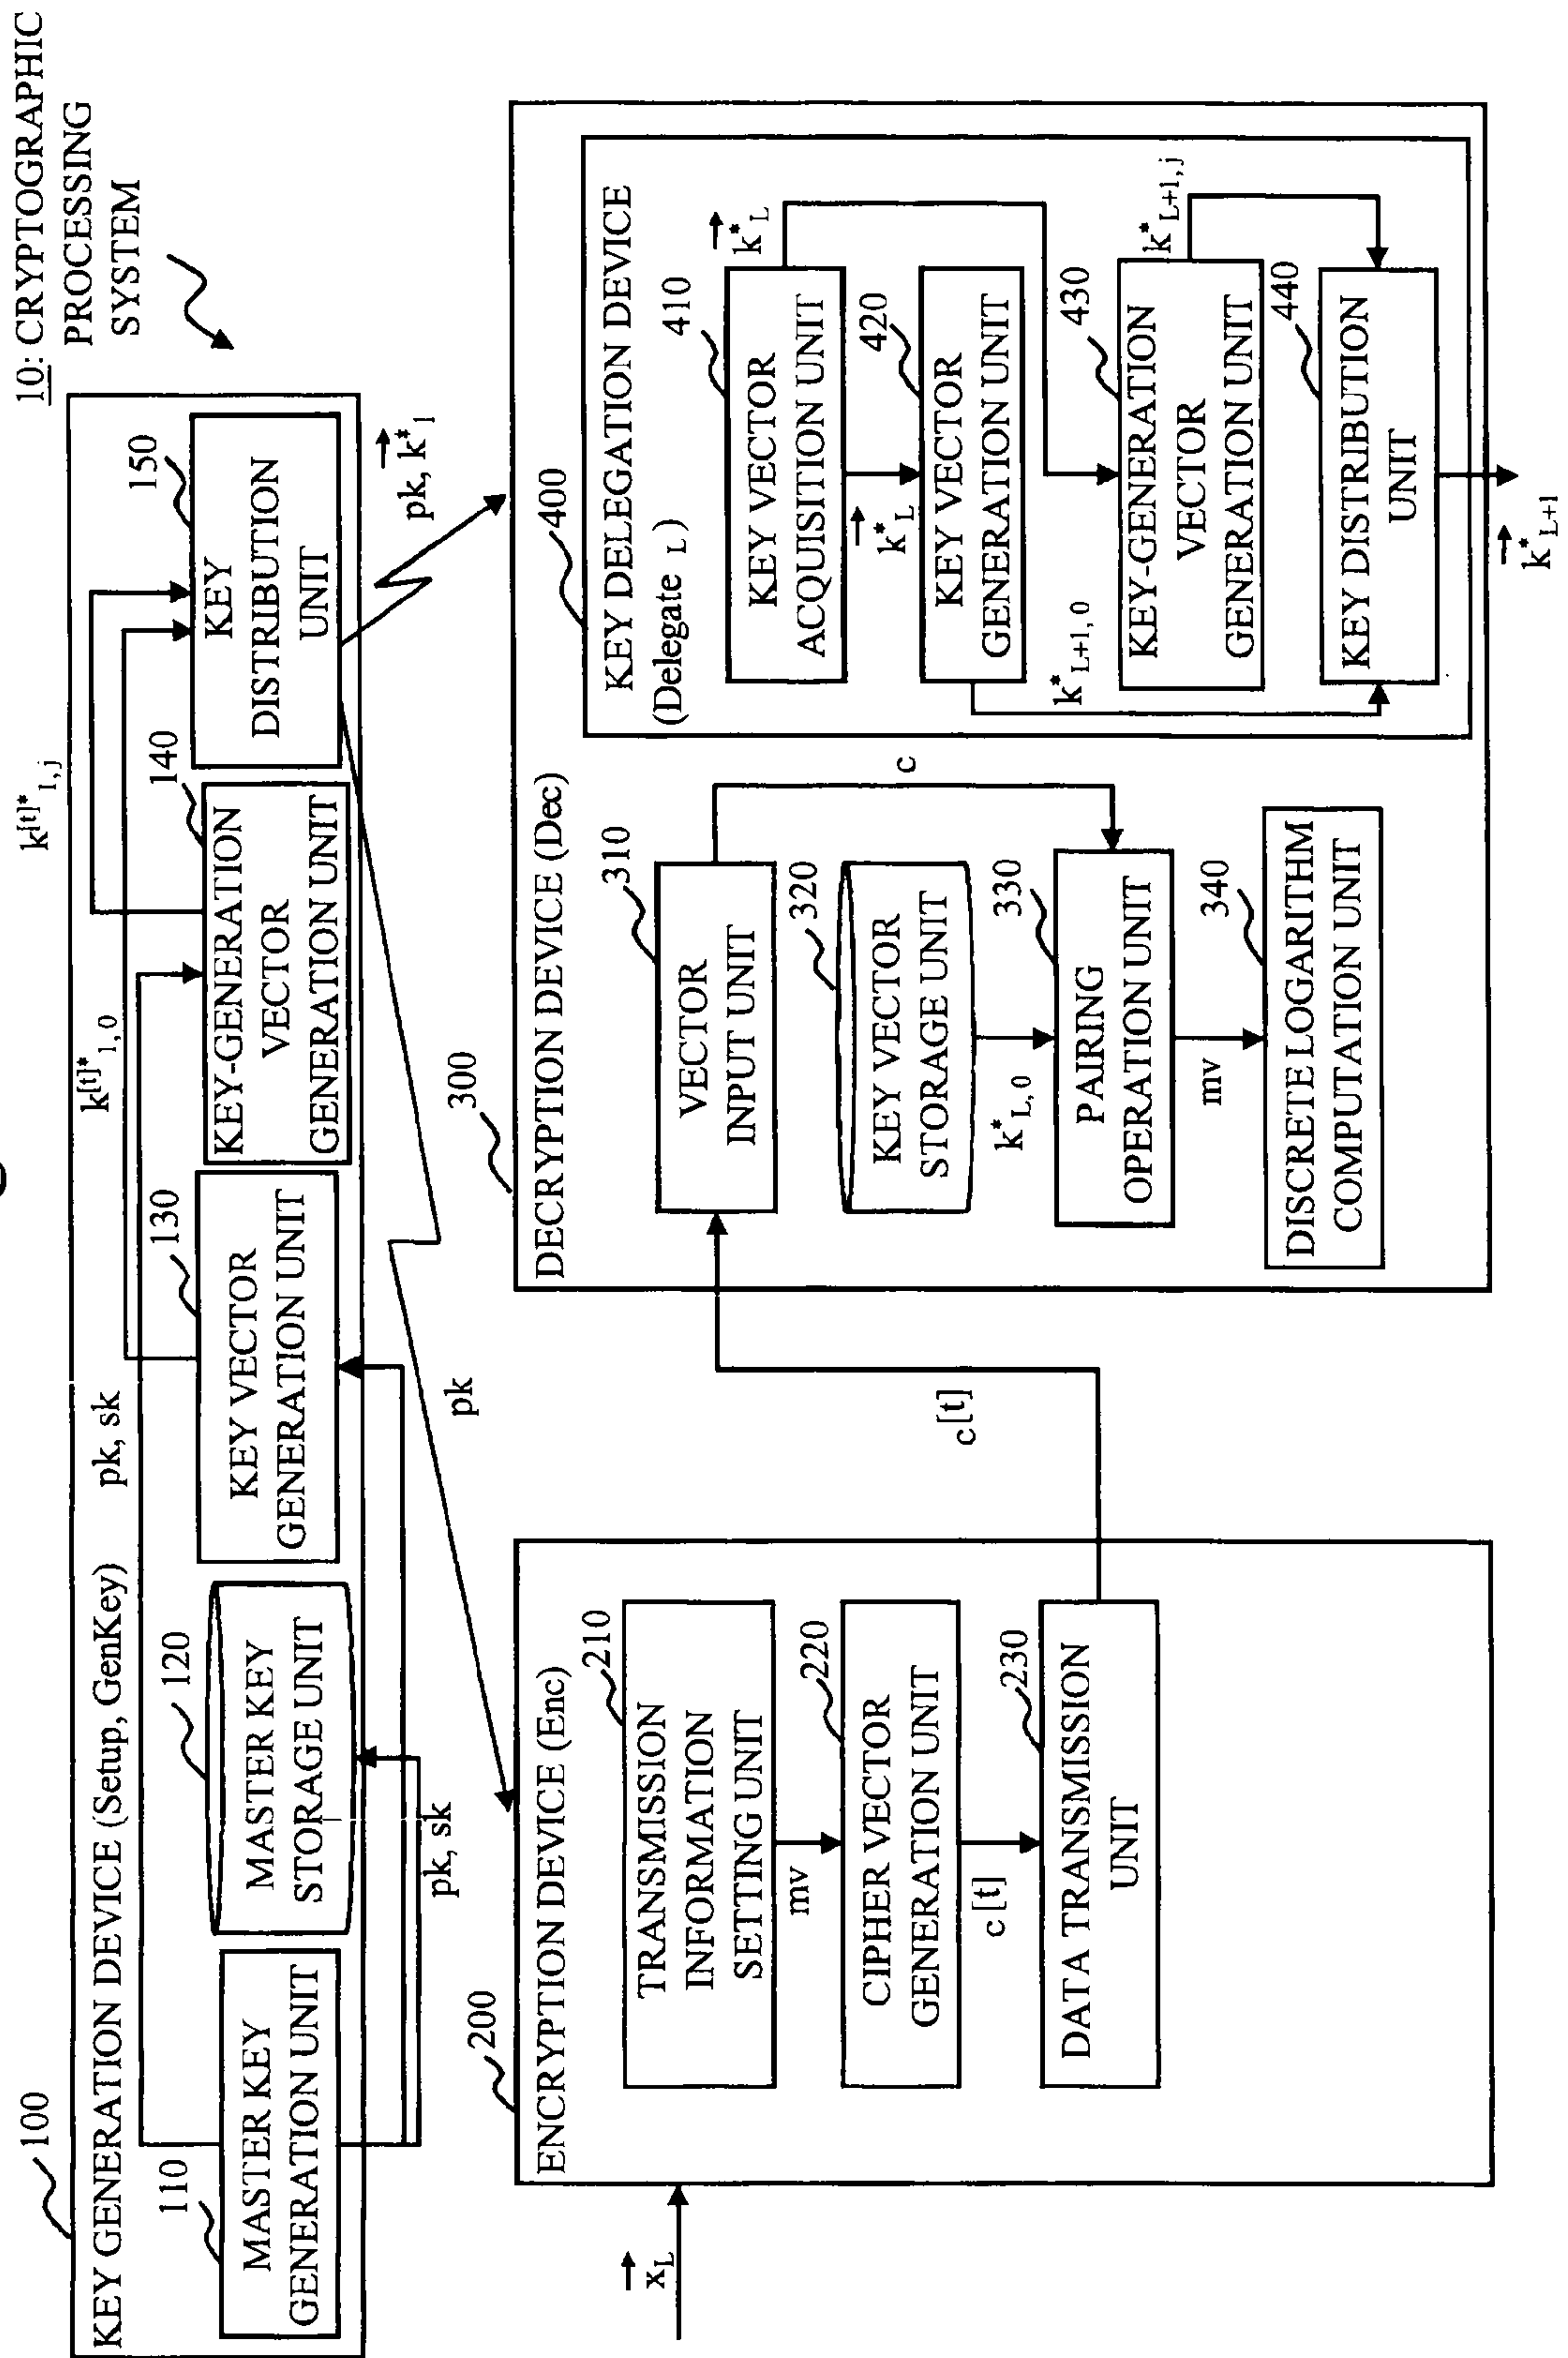 10: CRYPTOGRAPHIC
PROCESSING
SYSTEM
100
KEY GENERATION DEVICE (Setup, GenKey)
pk, sk
k[t]*1,0
k[t]*1,j
110
MASTER KEY
GENERATION UNIT
120
MASTER KEY
STORAGE UNIT
130
KEY VECTOR
GENERATION UNIT
140
KEY-GENERATION
VECTOR
GENERATION UNIT
150
KEY
DISTRIBUTION
UNIT
pk, sk
pk
pk, k*1
200
ENCRYPTION DEVICE (Enc)
xL
210
TRANSMISSION
INFORMATION
SETTING UNIT
mv
220
CIPHER VECTOR
GENERATION UNIT
c[t]
230
DATA TRANSMISSION
UNIT
c[t]
300
DECRYPTION DEVICE (Dec)
310
VECTOR
INPUT UNIT
c
320
KEY VECTOR
STORAGE UNIT
k*L,0
330
PAIRING
OPERATION UNIT
mv
340
DISCRETE LOGARITHM
COMPUTATION UNIT
400
KEY DELEGATION DEVICE
(Delegate L)
410
KEY VECTOR
ACQUISITION UNIT
k*L
k*L
420
KEY VECTOR
GENERATION UNIT
k*L+1,0
430
KEY-GENERATION
VECTOR
GENERATION UNIT
k*L+1,j
440
KEY DISTRIBUTION
UNIT
k*L+1